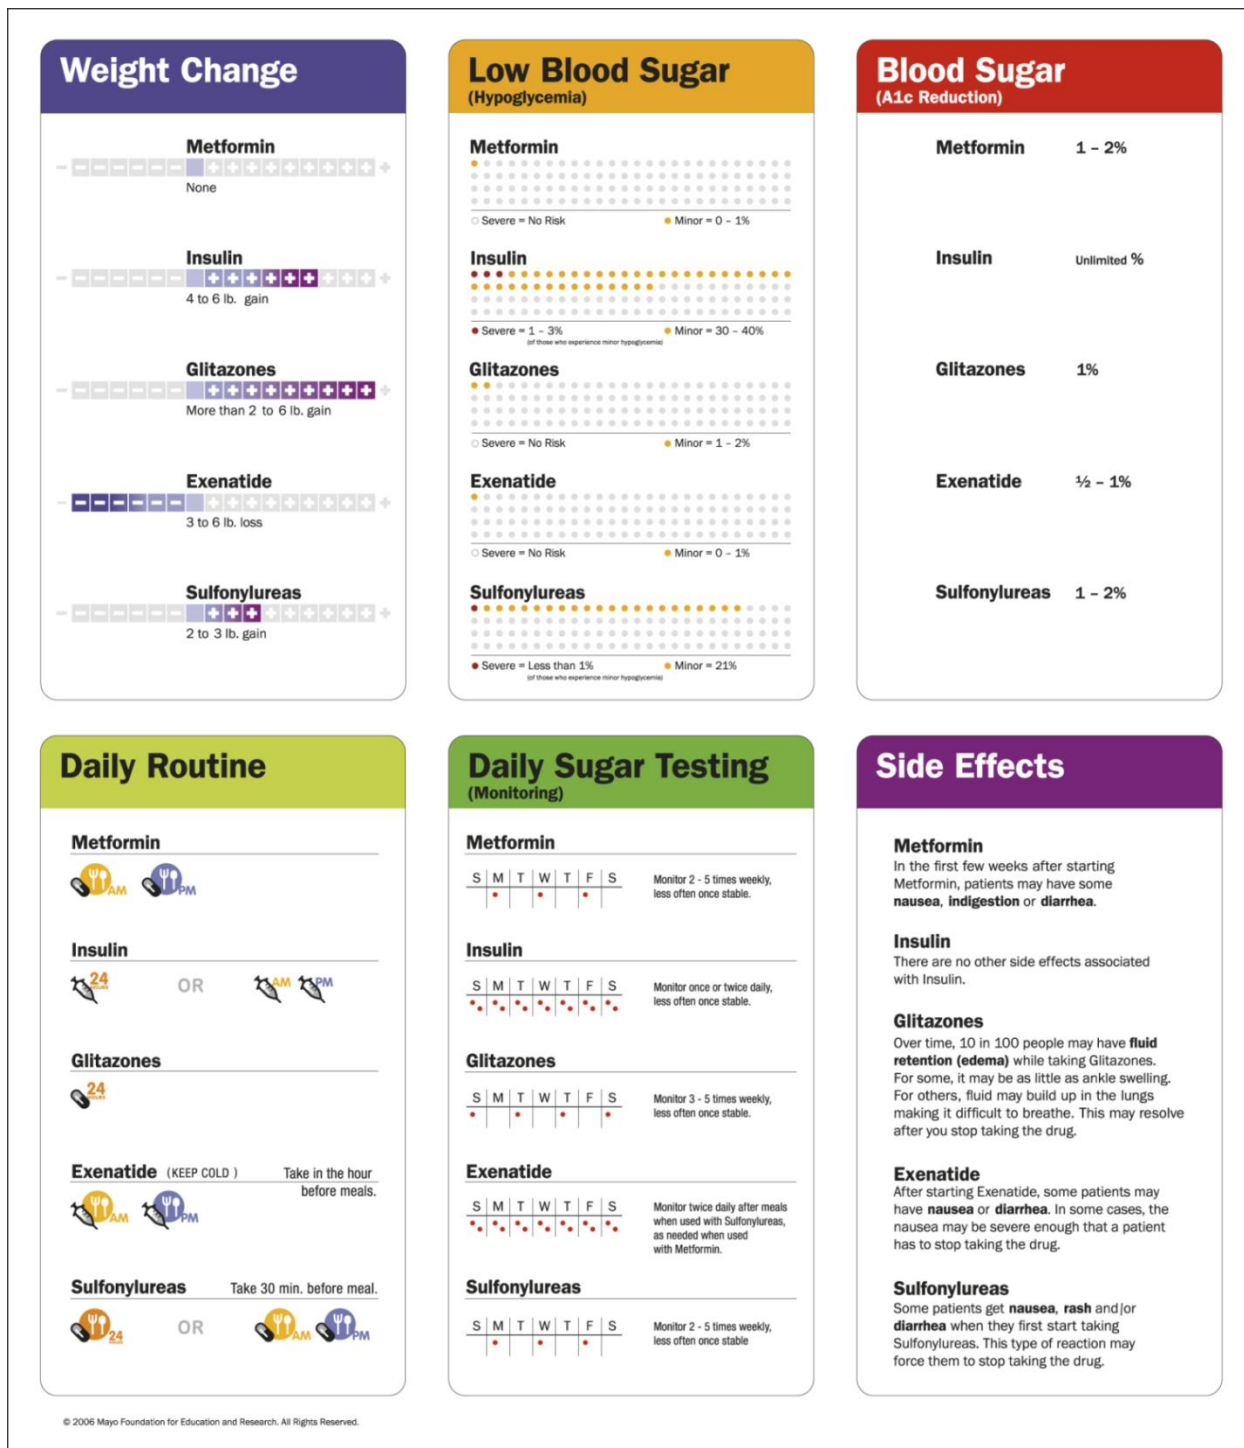 Weight Change
Metformin
None
Insulin
4 to 6 lb. gain
Glitazones
More than 2 to 6 lb. gain
Exenatide
3 to 6 lb. loss
Sulfonylureas
2 to 3 lb. gain
Low Blood Sugar
(Hypoglycemia)
Metformin
Severe = No Risk Minor = 0 – 1%
Insulin
Severe = 1 – 3% Minor = 30 – 40%
(of those who experience minor hypoglycemia)
Glitazones
Severe = No Risk Minor = 1 – 2%
Exenatide
Severe = No Risk Minor = 0 – 1%
Sulfonylureas
Severe = Less than 1% Minor = 21%
(of those who experience minor hypoglycemia)
Blood Sugar
(A1c Reduction)
Metformin 1 – 2%
Insulin Unlimited %
Glitazones 1%
Exenatide ½ – 1%
Sulfonylureas 1 – 2%
Daily Routine
Metformin
AM PM
Insulin
24 HOURS OR AM PM
Glitazones
24 HOURS
Exenatide (KEEP COLD ) Take in the hour
before meals.
AM PM
Sulfonylureas Take 30 min. before meal.
24 HOURS OR AM PM
Daily Sugar Testing
(Monitoring)
Metformin
S M T W T F S
Monitor 2 - 5 times weekly,
less often once stable.
Insulin
S M T W T F S
Monitor once or twice daily,
less often once stable.
Glitazones
S M T W T F S
Monitor 3 - 5 times weekly,
less often once stable.
Exenatide
S M T W T F S
Monitor twice daily after meals
when used with Sulfonylureas,
as needed when used
with Metformin.
Sulfonylureas
S M T W T F S
Monitor 2 - 5 times weekly,
less often once stable
Side Effects
Metformin
In the first few weeks after starting
Metformin, patients may have some
nausea, indigestion or diarrhea.
Insulin
There are no other side effects associated
with Insulin.
Glitazones
Over time, 10 in 100 people may have fluid
retention (edema) while taking Glitazones.
For some, it may be as little as ankle swelling.
For others, fluid may build up in the lungs
making it difficult to breathe. This may resolve
after you stop taking the drug.
Exenatide
After starting Exenatide, some patients may
have nausea or diarrhea. In some cases, the
nausea may be severe enough that a patient
has to stop taking the drug.
Sulfonylureas
Some patients get nausea, rash and/or
diarrhea when they first start taking
Sulfonylureas. This type of reaction may
force them to stop taking the drug.
© 2006 Mayo Foundation for Education and Research. All Rights Reserved.